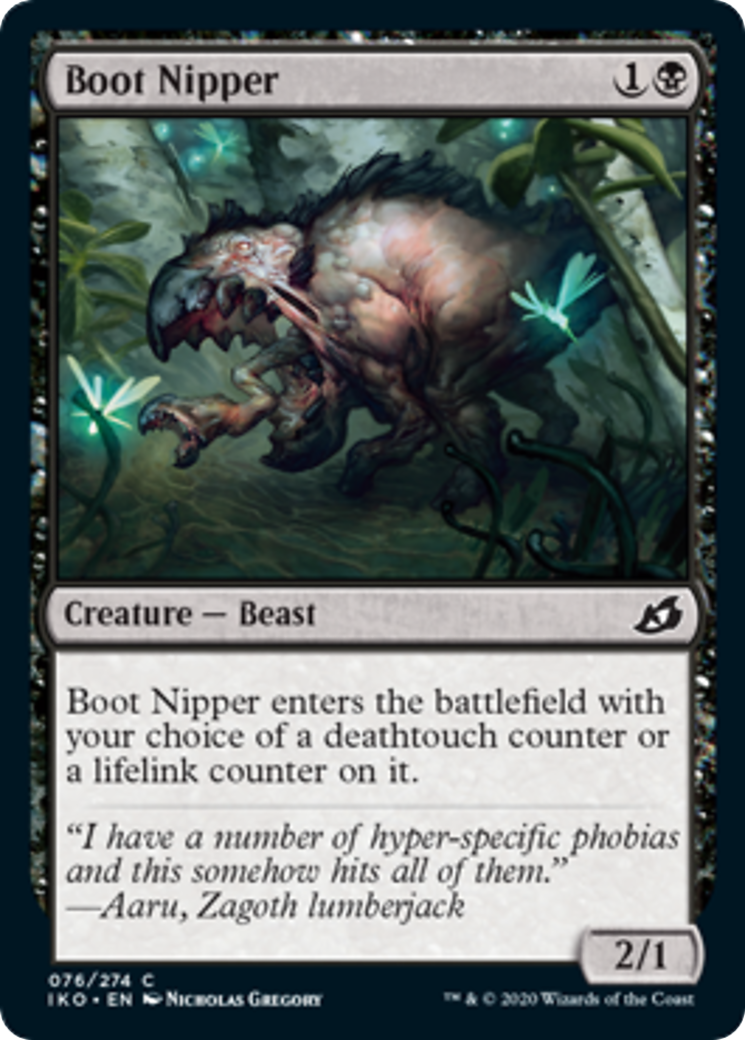 Boot Nipper 1
Creature — Beast
Boot Nipper enters the battlefield with
your choice of a deathtouch counter or
a lifelink counter on it.
“I have a number of hyper-specific phobias
and this somehow hits all of them.”
—Aaru, Zagoth lumberjack
2/1
076/274 C
IKO • EN Nicholas Gregory
™ & © 2020 Wizards of the Coast